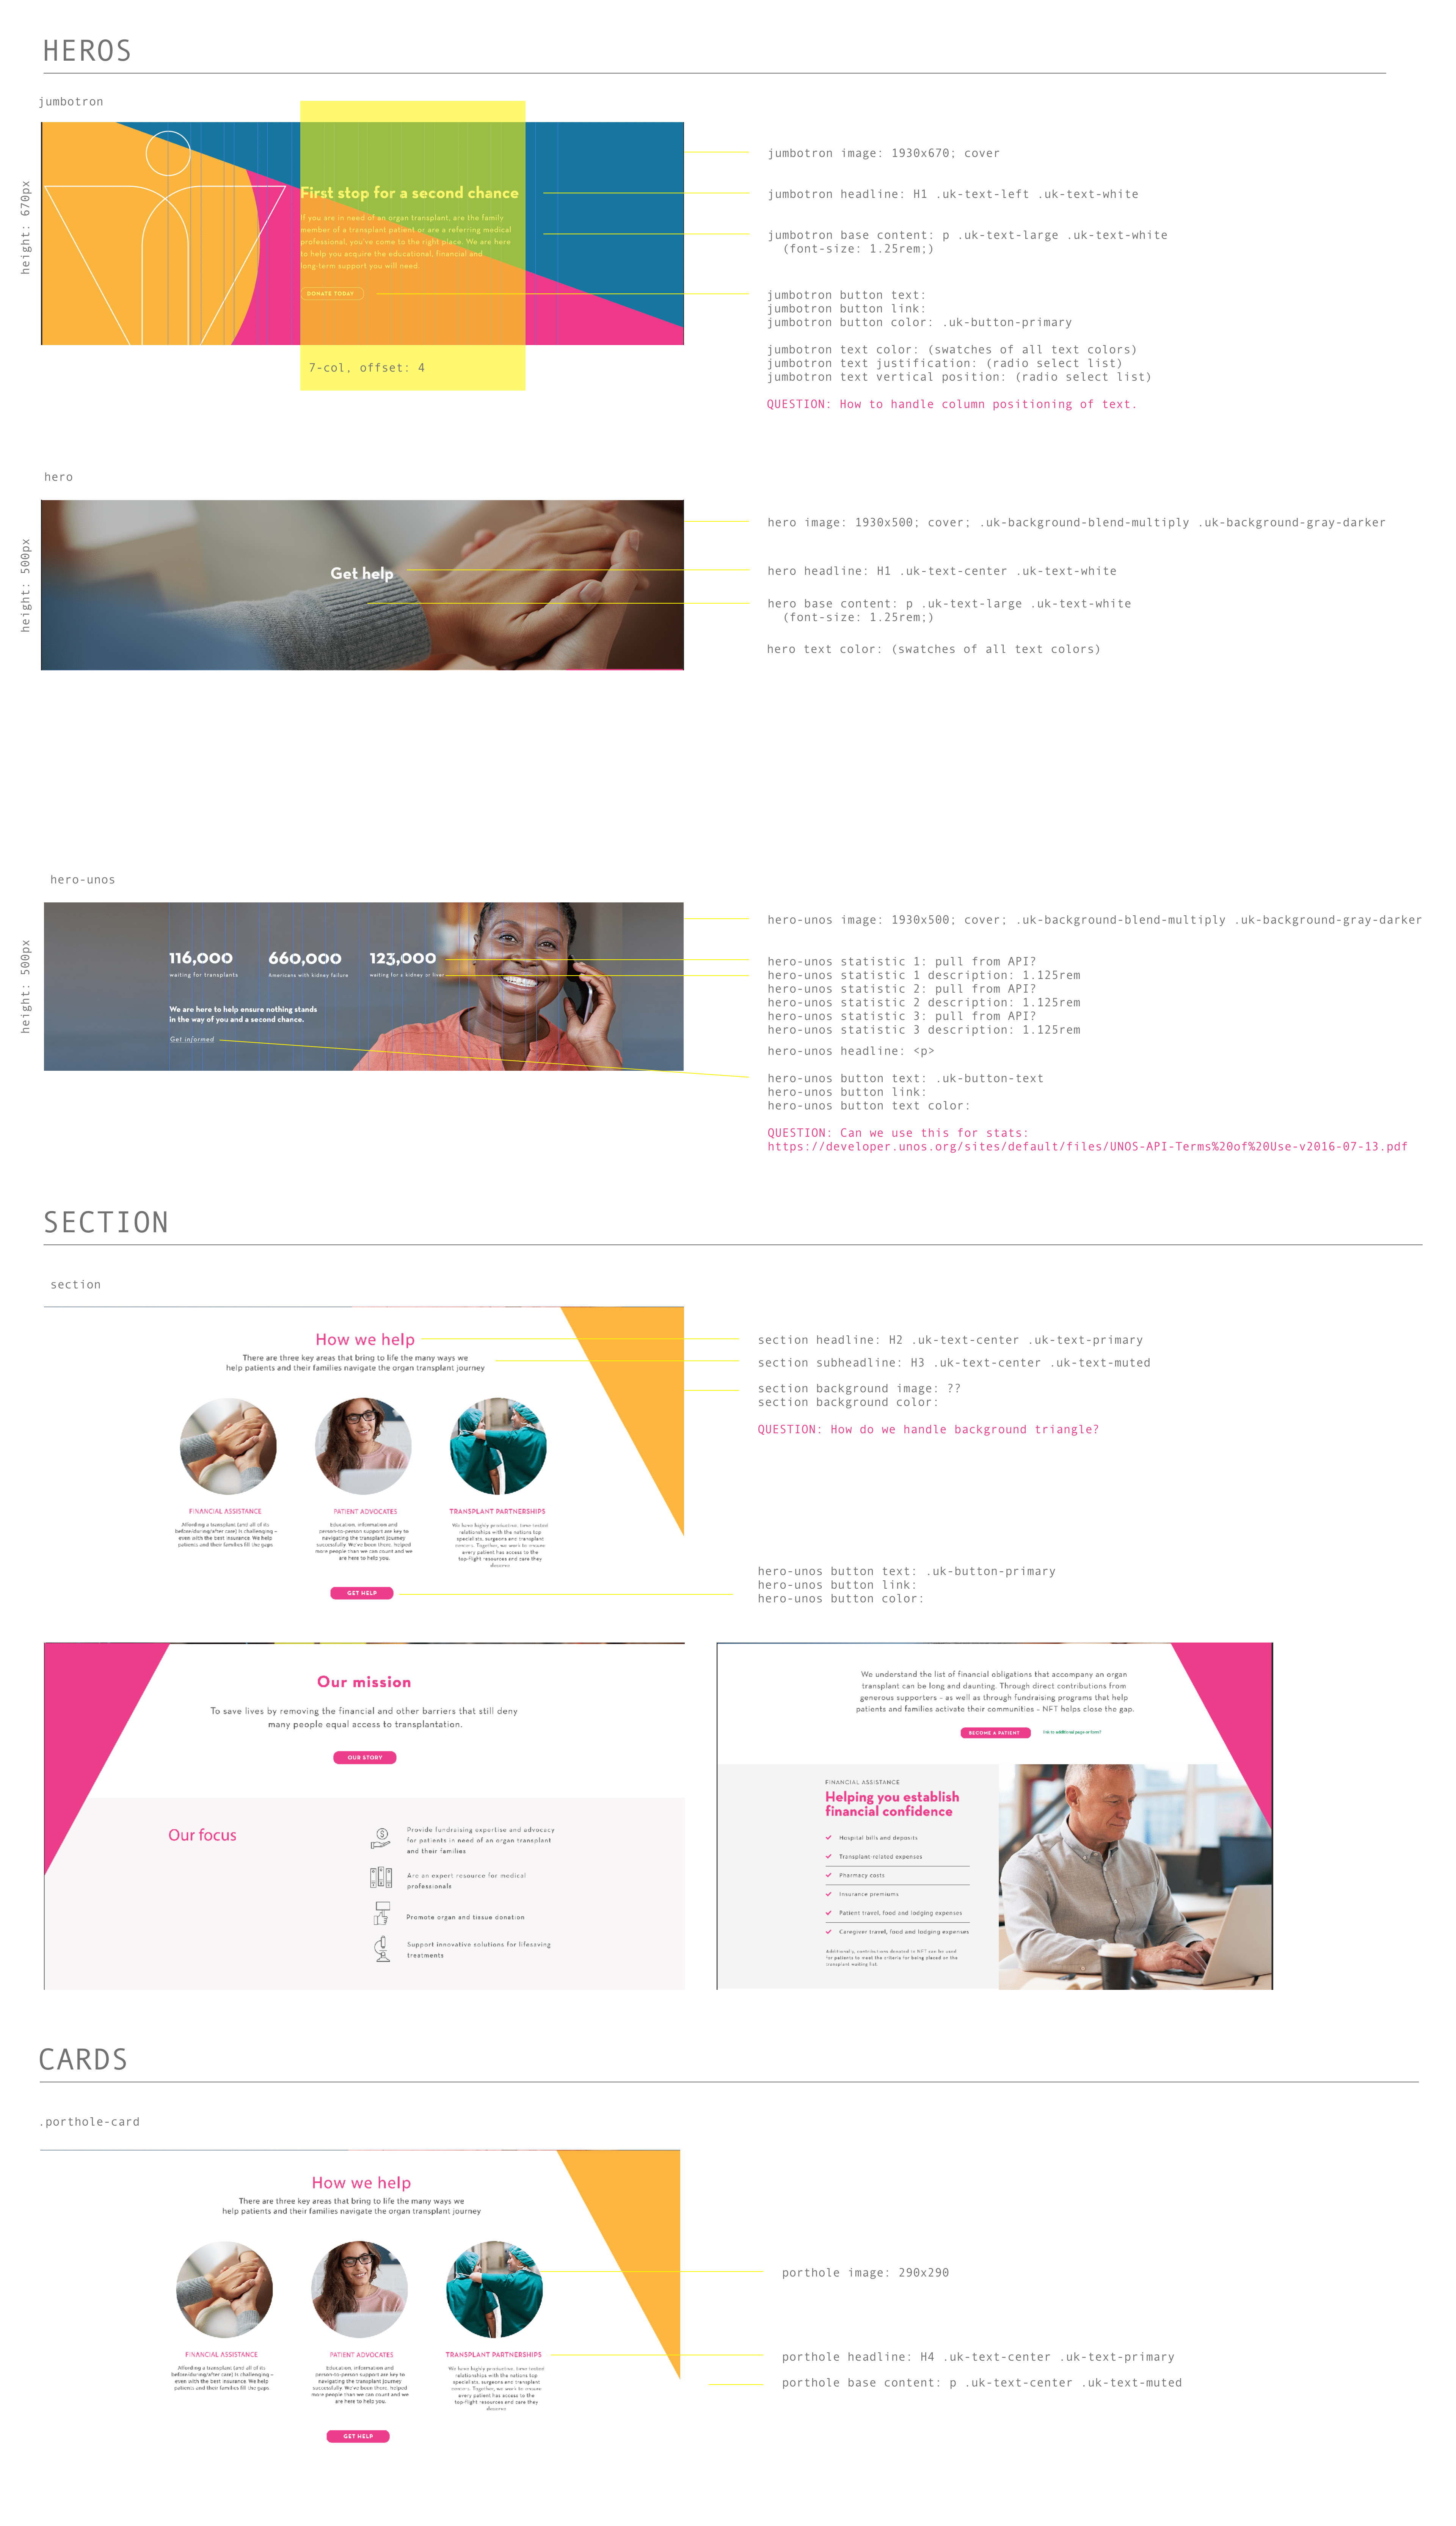 HEROS
jumbotron
height: 670px
First stop for a second chance
If you are in need of an organ transplant, are the family
member of a transplant patient or are a referring medical
professional, you've come to the right place. We are here
to help you acquire the educational, financial and
long-term support you will need.
DONATE TODAY
7-col, offset: 4
jumbotron image: 1930x670; cover
jumbotron headline: H1 .uk-text-left .uk-text-white
jumbotron base content: p .uk-text-large .uk-text-white
(font-size: 1.25rem;)
jumbotron button text:
jumbotron button link:
jumbotron button color: .uk-button-primary
jumbotron text color: (swatches of all text colors)
jumbotron text justification: (radio select list)
jumbotron text vertical position: (radio select list)
QUESTION: How to handle column positioning of text.
hero
height: 500px
Get help
hero image: 1930x500; cover; .uk-background-blend-multiply .uk-background-gray-darker
hero headline: H1 .uk-text-center .uk-text-white
hero base content: p .uk-text-large .uk-text-white
(font-size: 1.25rem;)
hero text color: (swatches of all text colors)
hero-unos
height: 500px
116,000
waiting for transplants
660,000
Americans with kidney failure
123,000
waiting for a kidney or liver
We are here to help ensure nothing stands
in the way of you and a second chance.
Get informed
hero-unos image: 1930x500; cover; .uk-background-blend-multiply .uk-background-gray-darker
hero-unos statistic 1: pull from API?
hero-unos statistic 1 description: 1.125rem
hero-unos statistic 2: pull from API?
hero-unos statistic 2 description: 1.125rem
hero-unos statistic 3: pull from API?
hero-unos statistic 3 description: 1.125rem
hero-unos headline: <p>
hero-unos button text: .uk-button-text
hero-unos button link:
hero-unos button text color:
QUESTION: Can we use this for stats:
https://developer.unos.org/sites/default/files/UNOS-API-Terms%20of%20Use-v2016-07-13.pdf
SECTION
section
How we help
There are three key areas that bring to life the many ways we
help patients and their families navigate the organ transplant journey
FINANCIAL ASSISTANCE
Affording a transplant (and all of its
before/during/after care) is challenging –
even with the best insurance. We help
patients and their families fill the gaps.
PATIENT ADVOCATES
Education, information and
person-to-person support are key to
navigating the transplant journey
successfully. We've been there, helped
more people than we can count and we
are here to help you.
TRANSPLANT PARTNERSHIPS
We have highly productive, time-tested
relationships with the nations top
specialists, surgeons and transplant
centers. Together, we work to ensure
every patient has access to the
top-flight resources and care they
deserve.
GET HELP
section headline: H2 .uk-text-center .uk-text-primary
section subheadline: H3 .uk-text-center .uk-text-muted
section background image: ??
section background color:
QUESTION: How do we handle background triangle?
hero-unos button text: .uk-button-primary
hero-unos button link:
hero-unos button color:
Our mission
To save lives by removing the financial and other barriers that still deny
many people equal access to transplantation.
OUR STORY
Our focus
Provide fundraising expertise and advocacy
for patients in need of an organ transplant
and their families
Are an expert resource for medical
professionals
Promote organ and tissue donation
Support innovative solutions for lifesaving
treatments
We understand the list of financial obligations that accompany an organ
transplant can be long and daunting. Through direct contributions from
generous supporters – as well as through fundraising programs that help
patients and families activate their communities – NFT helps close the gap.
BECOME A PATIENT
link to additional page or form?
FINANCIAL ASSISTANCE
Helping you establish
financial confidence
Hospital bills and deposits
Transplant-related expenses
Pharmacy costs
Insurance premiums
Patient travel, food and lodging expenses
Caregiver travel, food and lodging expenses
Additionally, contributions donated to NFT can be used
for patients to meet the criteria for being placed on the
transplant waiting list.
CARDS
.porthole-card
How we help
There are three key areas that bring to life the many ways we
help patients and their families navigate the organ transplant journey
FINANCIAL ASSISTANCE
Affording a transplant (and all of its
before/during/after care) is challenging –
even with the best insurance. We help
patients and their families fill the gaps.
PATIENT ADVOCATES
Education, information and
person-to-person support are key to
navigating the transplant journey
successfully. We've been there, helped
more people than we can count and we
are here to help you.
TRANSPLANT PARTNERSHIPS
We have highly productive, time-tested
relationships with the nations top
specialists, surgeons and transplant
centers. Together, we work to ensure
every patient has access to the
top-flight resources and care they
deserve.
GET HELP
porthole image: 290x290
porthole headline: H4 .uk-text-center .uk-text-primary
porthole base content: p .uk-text-center .uk-text-muted